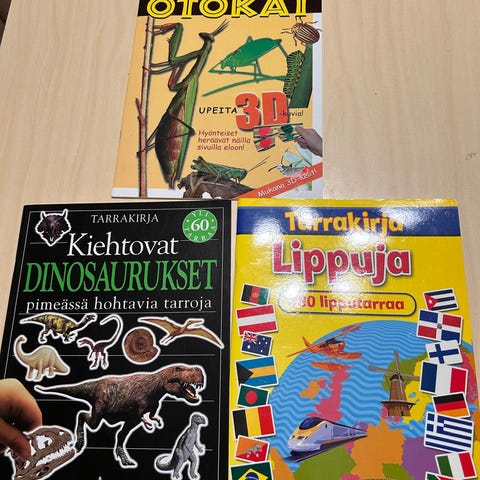 ÖTÖKÄT
UPEITA 3D-kuvia!
Hyönteiset
heräävät näillä
sivuilla eloon!
Mukana 3D-lasit!
TARRAKIRJA
YLI
60
TARRAA
Kiehtovat
DINOSAURUKSET
pimeässä hohtavia tarroja
Tarrakirja
Lippuja
80 lipputarraa